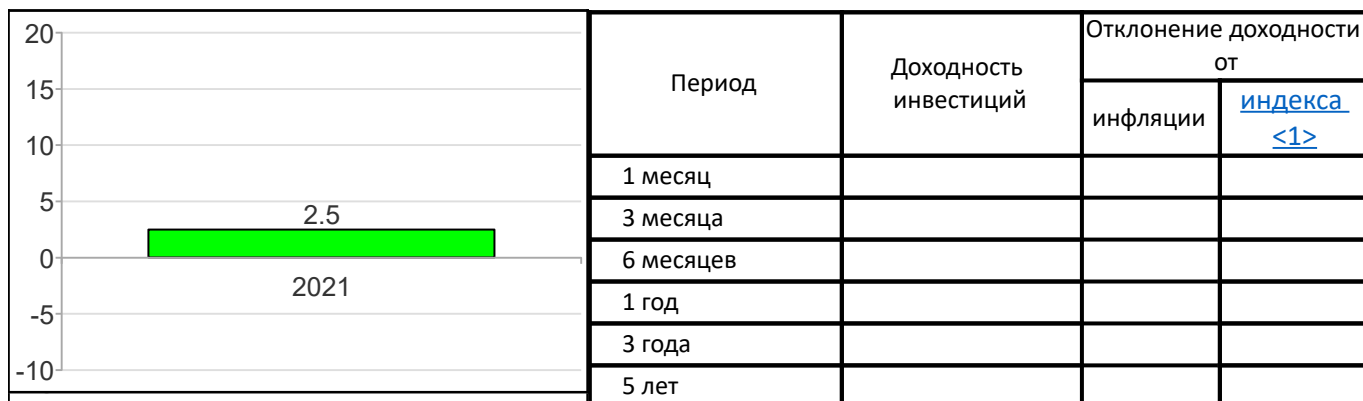 20
15
10
5
0
-5
-10
2.5
2021
Период
Доходность
инвестиций
Отклонение доходности
от
инфляции
индекса
<1>
1 месяц
3 месяца
6 месяцев
1 год
3 года
5 лет